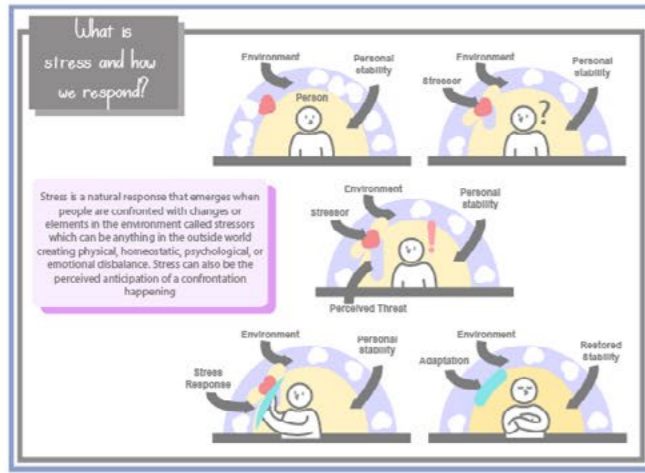 What is
stress and how
we respond?
Environment
Personal
stability
Person
Environment
Personal
stability
Stressor
?
Stress is a natural response that emerges when
people are confronted with changes or
elements in the environment called stressors
which can be anything in the outside world
creating physical, homeostatic, psychological, or
emotional disbalance. Stress can also be the
perceived anticipation of a confrontation
happening
Environment
Personal
stability
Stressor
!
Perceived Threat
Environment
Personal
stability
Stress
Response
Environment
Restored
Stability
Adaptation